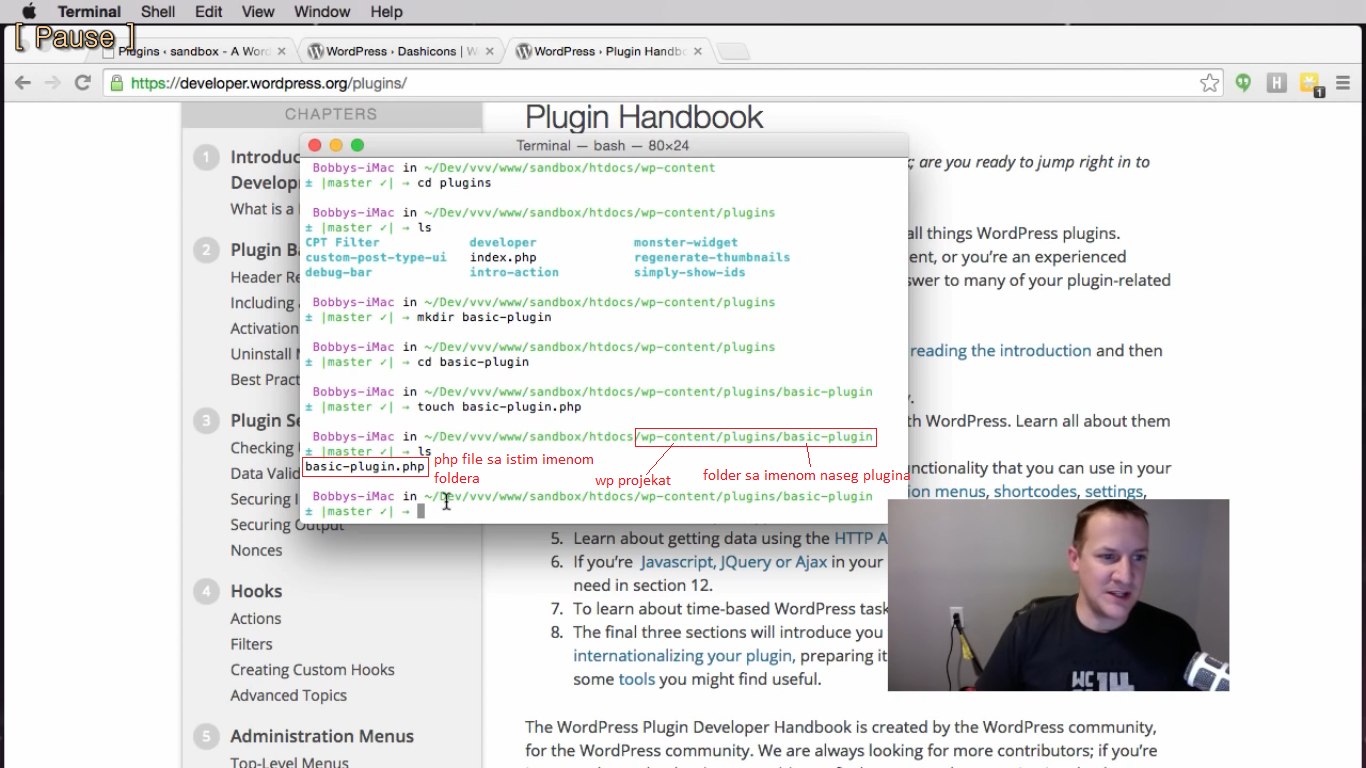 Terminal Shell Edit View Window Help
[ Pause ]
Plugins ‹ sandbox - A Wor
WordPress › Dashicons | W
WordPress › Plugin Handbo
https://developer.wordpress.org/plugins/
H
1
CHAPTERS
Plugin Handbook
Terminal — bash — 80×24
1
Introduc
Develope
What is a
2
Plugin Ba
Header Re
Including
Activation
Uninstall M
Best Pract
3
Plugin Se
Checking
Data Valid
Securing I
Securing Output
Nonces
4
Hooks
Actions
Filters
Creating Custom Hooks
Advanced Topics
5
Administration Menus
Top-Level Menus
Bobbys-iMac in ~/Dev/vvv/www/sandbox/htdocs/wp-content
± |master ✓| → cd plugins
Bobbys-iMac in ~/Dev/vvv/www/sandbox/htdocs/wp-content/plugins
± |master ✓| → ls
CPT Filter developer monster-widget
custom-post-type-ui index.php regenerate-thumbnails
debug-bar intro-action simply-show-ids
Bobbys-iMac in ~/Dev/vvv/www/sandbox/htdocs/wp-content/plugins
± |master ✓| → mkdir basic-plugin
Bobbys-iMac in ~/Dev/vvv/www/sandbox/htdocs/wp-content/plugins
± |master ✓| → cd basic-plugin
Bobbys-iMac in ~/Dev/vvv/www/sandbox/htdocs/wp-content/plugins/basic-plugin
± |master ✓| → touch basic-plugin.php
Bobbys-iMac in ~/Dev/vvv/www/sandbox/htdocs/wp-content/plugins/basic-plugin
± |master ✓| → ls
basic-plugin.php
php file sa istim imenom
foldera
wp projekat
folder sa imenom naseg plugina
Bobbys-iMac in ~/Dev/vvv/www/sandbox/htdocs/wp-content/plugins/basic-plugin
± |master ✓| →
; are you ready to jump right in to
all things WordPress plugins.
ent, or you're an experienced
swer to many of your plugin-related
reading the introduction and then
y.
th WordPress. Learn all about them
unctionality that you can use in your
ion menus, shortcodes, settings,
5. Learn about getting data using the HTTP A
6. If you're Javascript, JQuery or Ajax in your
need in section 12.
7. To learn about time-based WordPress task
8. The final three sections will introduce you
internationalizing your plugin, preparing it
some tools you might find useful.
WC
The WordPress Plugin Developer Handbook is created by the WordPress community,
for the WordPress community. We are always looking for more contributors; if you're